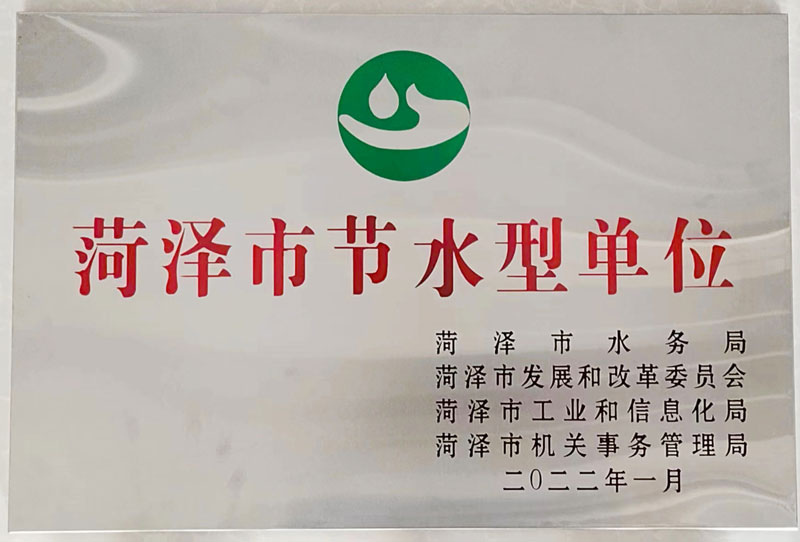 菏泽市节水型单位
菏泽市水务局
菏泽市发展和改革委员会
菏泽市工业和信息化局
菏泽市机关事务管理局
二〇二二年一月